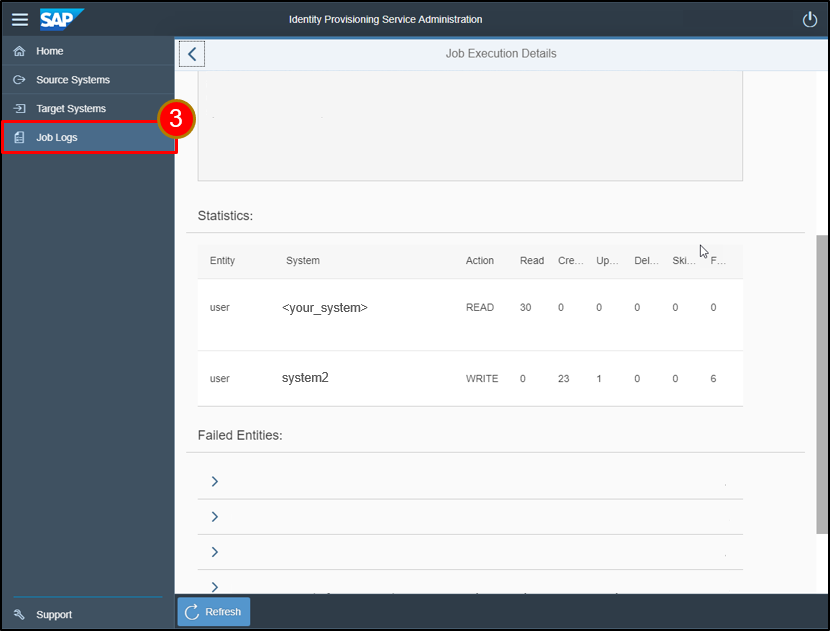 SAP
Identity Provisioning Service Administration
Home
Source Systems
Target Systems
Job Logs
3
Job Execution Details
Statistics:
Entity System Action Read Cre... Up... Del... Ski... F...
user <your_system> READ 30 0 0 0 0 0
user system2 WRITE 0 23 1 0 0 6
Failed Entities:
Support
Refresh